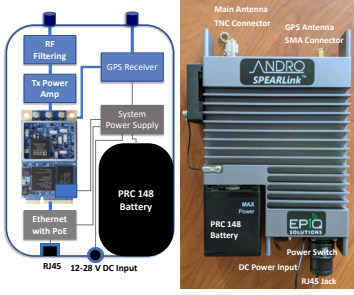 RF
Filtering
Tx Power
Amp
GPS Receiver
System
Power Supply
PRC 148
Battery
Ethernet
with PoE
RJ45
12-28 V DC Input
Main Antenna
TNC Connector
GPS Antenna
SMA Connector
ANDRO
SPEARLink™
MAX
Power
PRC 148
Battery
EPIQ
SOLUTIONS
Power Switch
DC Power Input
RJ45 Jack